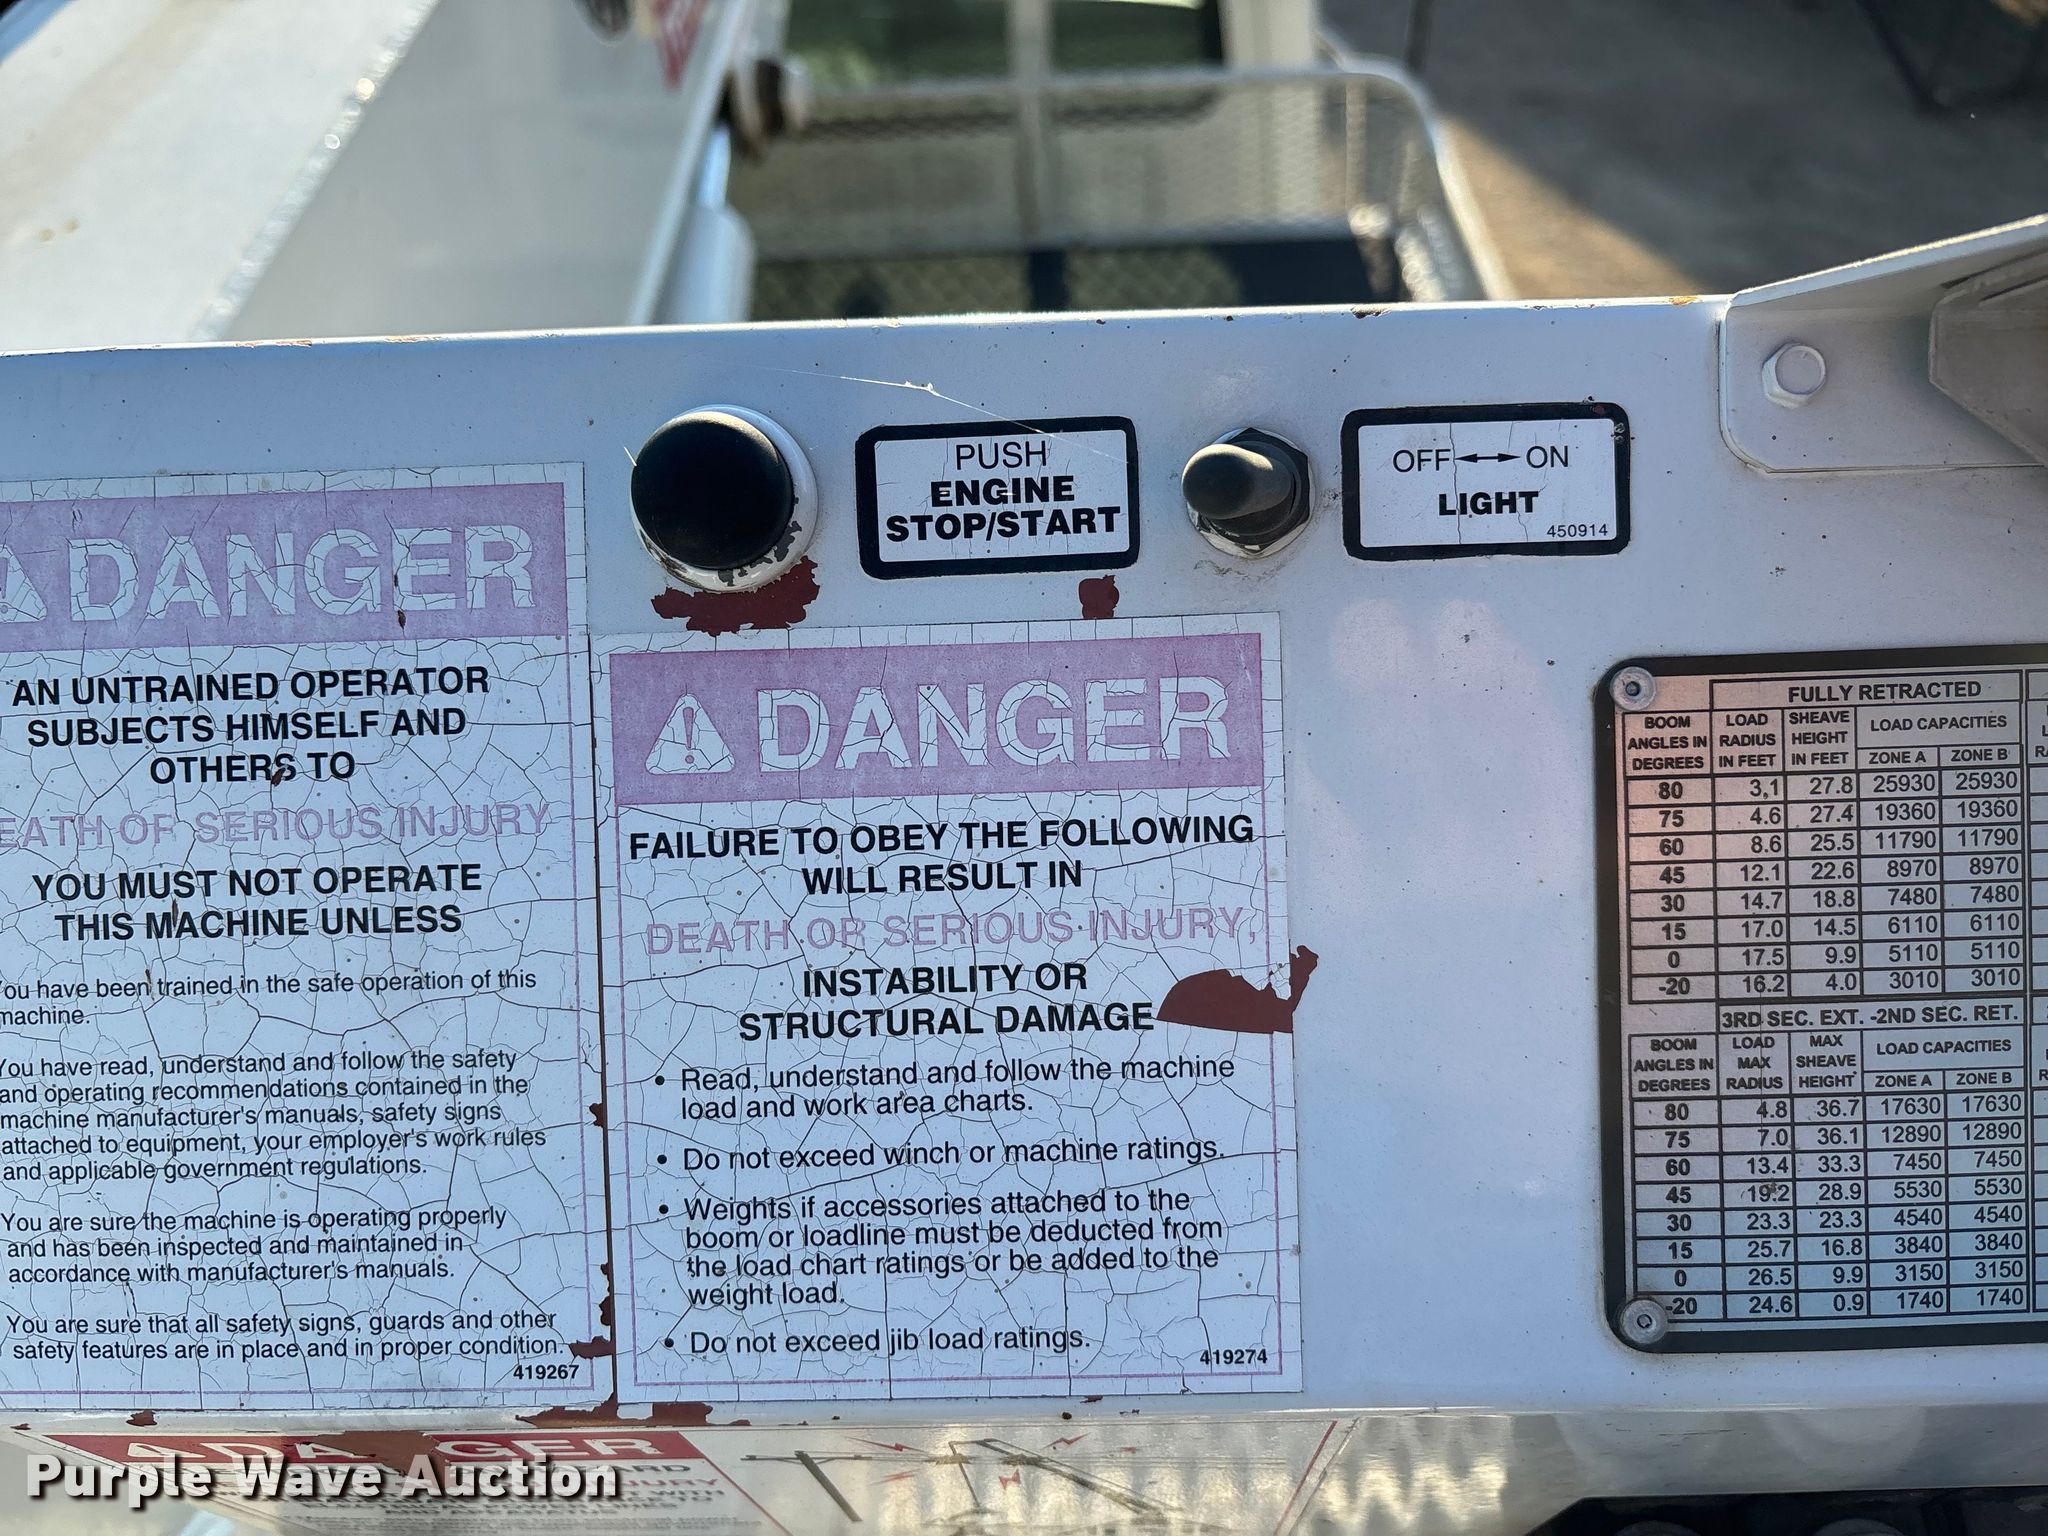 PUSH
ENGINE
STOP/START
OFF ON
LIGHT
450914
DANGER
AN UNTRAINED OPERATOR
SUBJECTS HIMSELF AND
OTHERS TO
DEATH OR SERIOUS INJURY
YOU MUST NOT OPERATE
THIS MACHINE UNLESS
You have been trained in the safe operation of this
machine.
You have read, understand and follow the safety
and operating recommendations contained in the
machine manufacturer's manuals, safety signs
attached to equipment, your employer's work rules
and applicable government regulations.
You are sure the machine is operating properly
and has been inspected and maintained in
accordance with manufacturer's manuals.
You are sure that all safety signs, guards and other
safety features are in place and in proper condition.
419267
DANGER
FAILURE TO OBEY THE FOLLOWING
WILL RESULT IN
DEATH OR SERIOUS INJURY,
INSTABILITY OR
STRUCTURAL DAMAGE
• Read, understand and follow the machine
load and work area charts.
• Do not exceed winch or machine ratings.
• Weights if accessories attached to the
boom or loadline must be deducted from
the load chart ratings or be added to the
weight load.
• Do not exceed jib load ratings.
419274
FULLY RETRACTED
BOOM ANGLES IN DEGREES LOAD RADIUS IN FEET SHEAVE HEIGHT IN FEET LOAD CAPACITIES
ZONE A ZONE B
80 3,1 27.8 25930 25930
75 4.6 27.4 19360 19360
60 8.6 25.5 11790 11790
45 12.1 22.6 8970 8970
30 14.7 18.8 7480 7480
15 17.0 14.5 6110 6110
0 17.5 9.9 5110 5110
-20 16.2 4.0 3010 3010
3RD SEC. EXT. -2ND SEC. RET.
BOOM ANGLES IN DEGREES LOAD MAX RADIUS MAX SHEAVE HEIGHT LOAD CAPACITIES
ZONE A ZONE B
80 4.8 36.7 17630 17630
75 7.0 36.1 12890 12890
60 13.4 33.3 7450 7450
45 19.2 28.9 5530 5530
30 23.3 23.3 4540 4540
15 25.7 16.8 3840 3840
0 26.5 9.9 3150 3150
-20 24.6 0.9 1740 1740
Purple Wave Auction